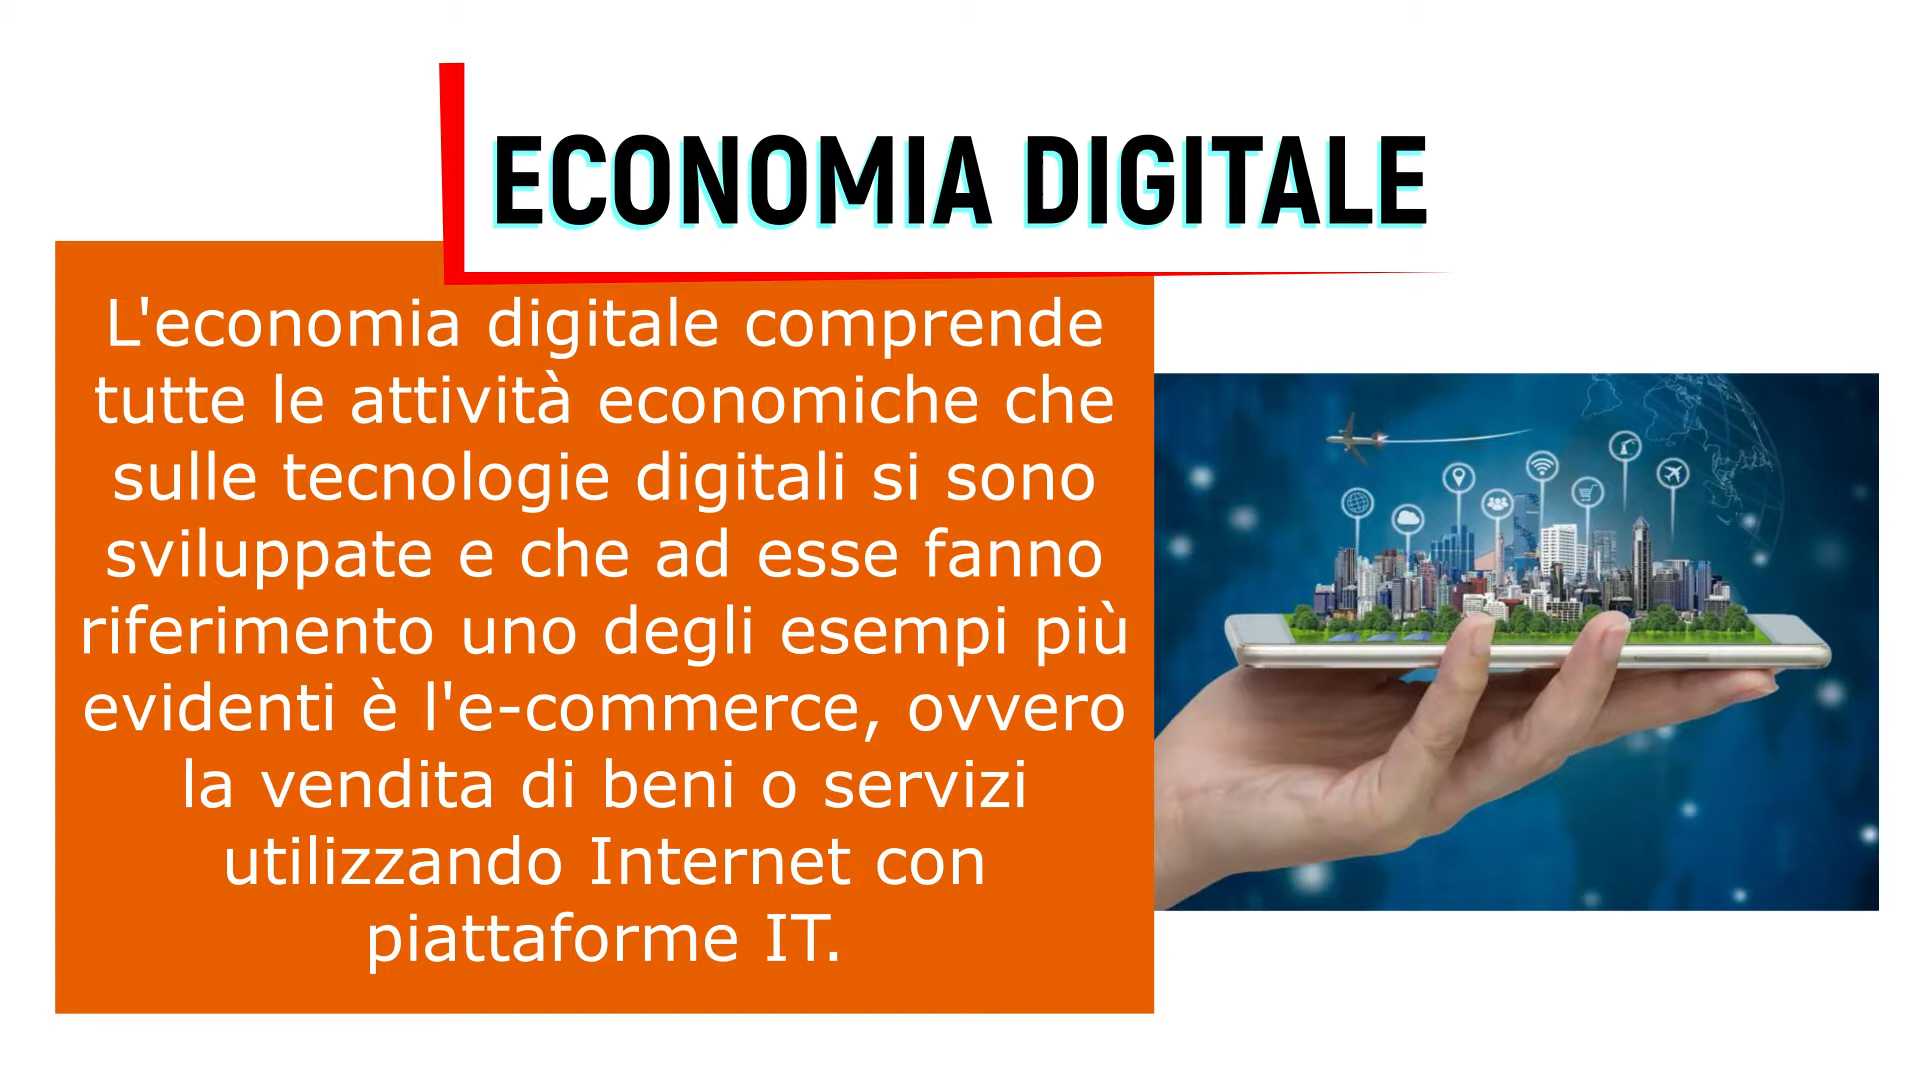 ECONOMIA DIGITALE
L'economia digitale comprende
tutte le attività economiche che
sulle tecnologie digitali si sono
sviluppate e che ad esse fanno
riferimento uno degli esempi più
evidenti è l'e-commerce, ovvero
la vendita di beni o servizi
utilizzando Internet con
piattaforme IT.